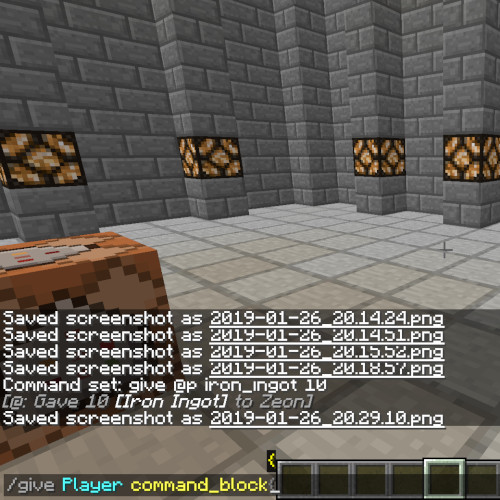 Saved screenshot as 2019-01-26_20.14.24.png
Saved screenshot as 2019-01-26_20.14.51.png
Saved screenshot as 2019-01-26_20.15.52.png
Saved screenshot as 2019-01-26_20.18.57.png
Command set: give @p iron_ingot 10
[@: Gave 10 [Iron Ingot] to Zeon]
Saved screenshot as 2019-01-26_20.29.10.png
{
/give Player command_block